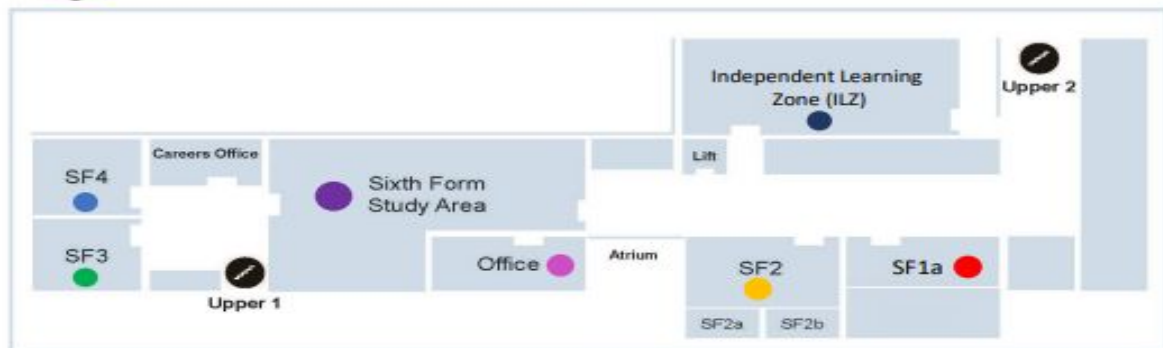 Independent Learning
Zone (ILZ)
Upper 2
Careers Office
Lift
SF4
Sixth Form
Study Area
SF3
Office
Atrium
SF2
SF1a
Upper 1
SF2a
SF2b